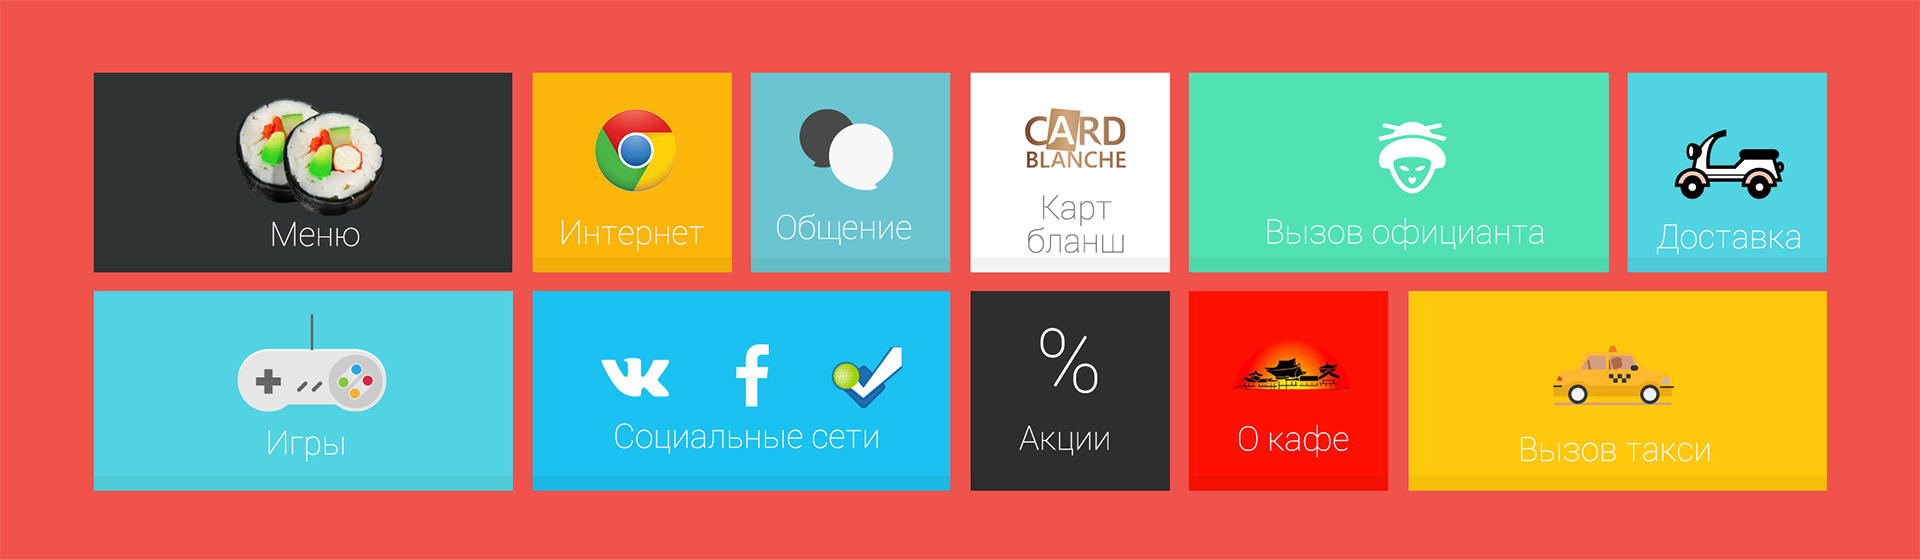 Меню
Интернет
Общение
CARD
BLANCHE
Карт
бланш
Вызов официанта
Доставка
Игры
Социальные сети
%
Акции
О кафе
Вызов такси